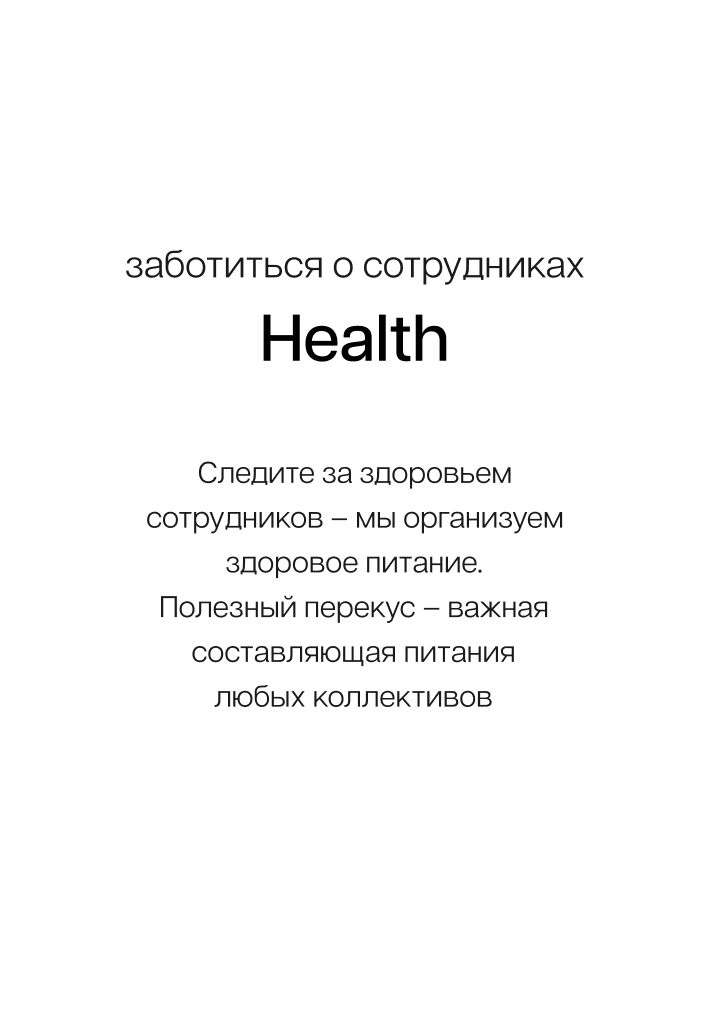 заботиться о сотрудниках
Health
Следите за здоровьем
сотрудников – мы организуем
здоровое питание.
Полезный перекус – важная
составляющая питания
любых коллективов